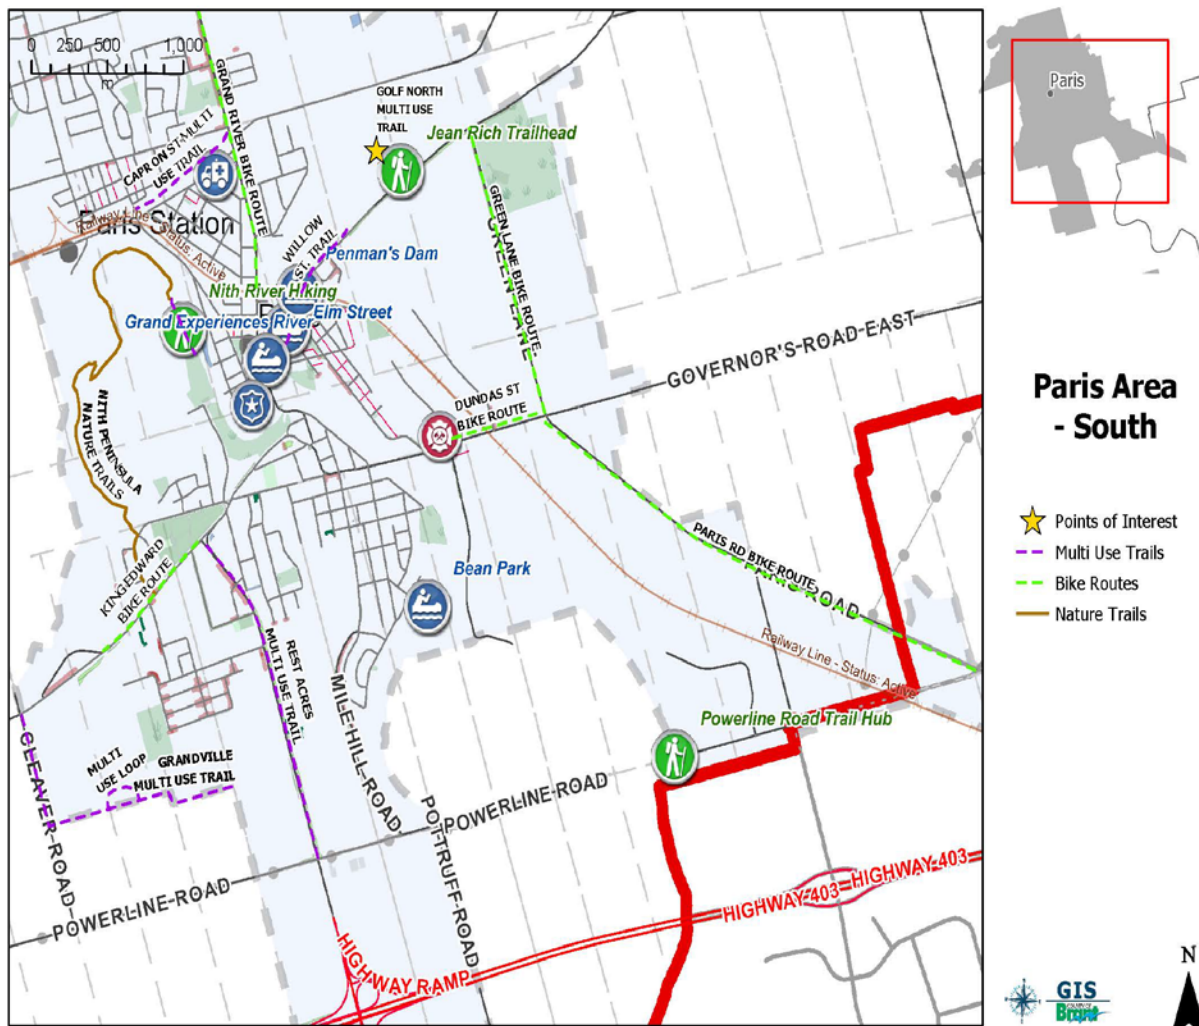 0 250 500 1,000
m
GRAND RIVER BIKE ROUTE
CAPRON ST-MULTI
USE TRAIL
GOLF NORTH
MULTI USE
TRAIL
Jean Rich Trailhead
Paris Station
Railway Line - Status: Active
WILLOW
ST. TRAIL
Penman's Dam
GREEN LANE BIKE ROUTE
GREEN LANE
Nith River Hiking
Grand Experiences River
Elm Street
GOVERNOR'S ROAD EAST
DUNDAS ST
BIKE ROUTE
NITH PENINSULA
NATURE TRAILS
KING EDWARD
BIKE ROUTE
PARIS RD BIKE ROUTE
PARIS ROAD
Bean Park
REST ACRES
MULTI USE TRAIL
MILE HILL ROAD
Railway Line - Status: Active
Powerline Road Trail Hub
CLEAVER ROAD
MULTI
USE LOOP
GRANDVILLE
MULTI USE TRAIL
POWERLINE ROAD
POTTRUFF ROAD
POWERLINE ROAD
HIGHWAY RAMP
HIGHWAY 403
HIGHWAY 403
Paris
Paris Area
- South
Points of Interest
Multi Use Trails
Bike Routes
Nature Trails
N
GIS
Brant